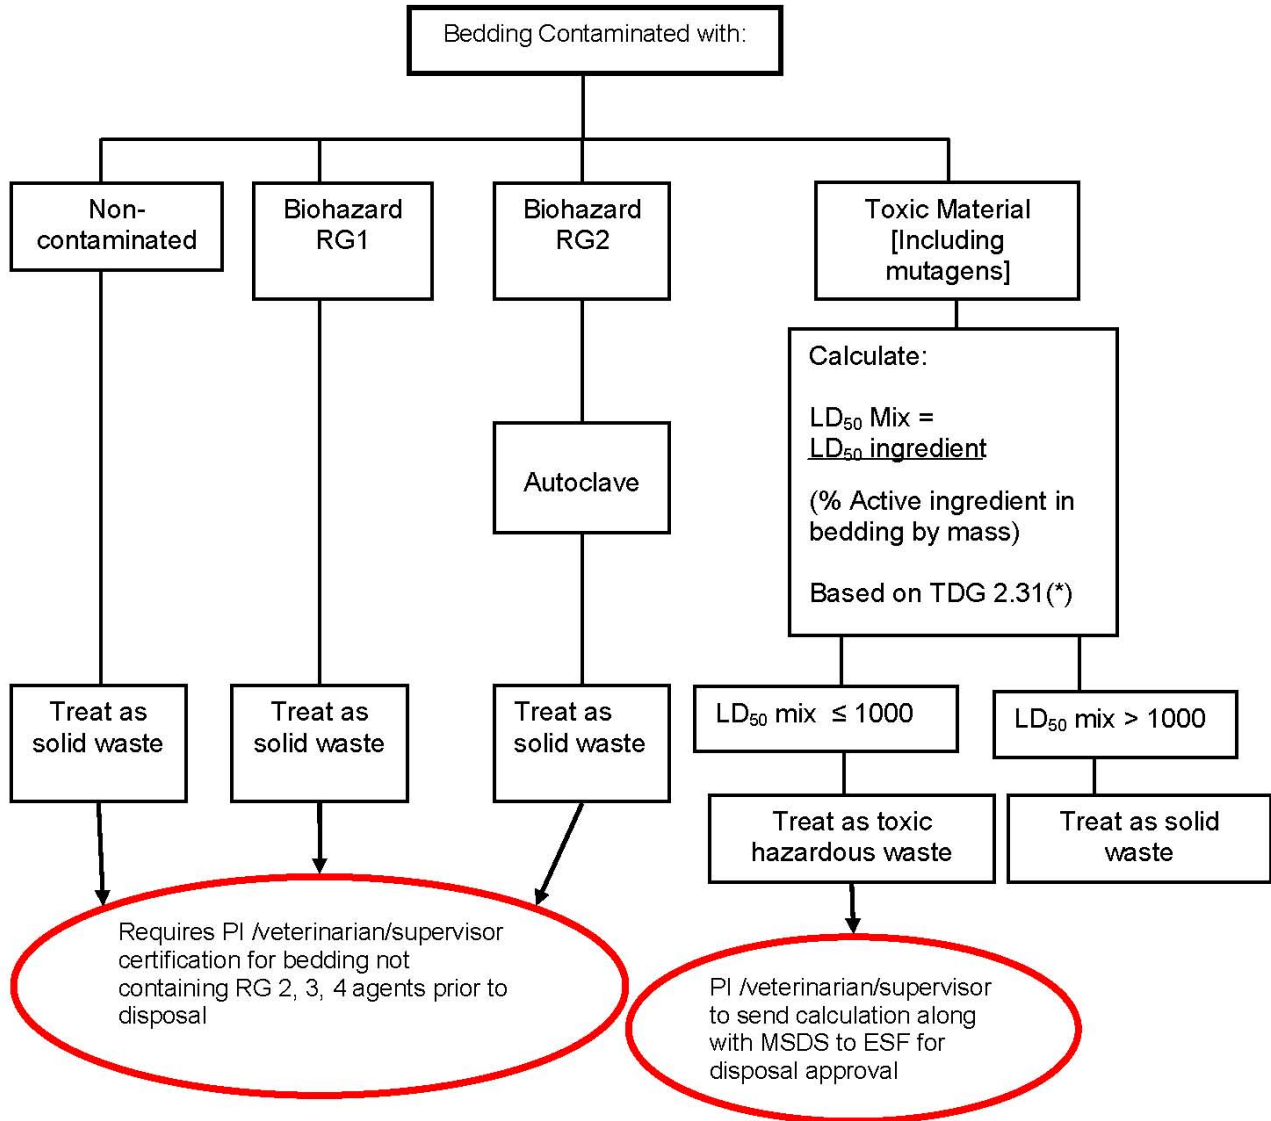 Bedding Contaminated with:
Non-
contaminated
Biohazard
RG1
Biohazard
RG2
Toxic Material
[Including
mutagens]
Calculate:
LD₅₀ Mix =
LD₅₀ ingredient
(% Active ingredient in
bedding by mass)
Based on TDG 2.31(*)
Autoclave
Treat as
solid waste
Treat as
solid waste
Treat as
solid waste
LD₅₀ mix ≤ 1000
LD₅₀ mix > 1000
Treat as toxic
hazardous waste
Treat as solid
waste
Requires PI /veterinarian/supervisor
certification for bedding not
containing RG 2, 3, 4 agents prior to
disposal
PI /veterinarian/supervisor
to send calculation along
with MSDS to ESF for
disposal approval